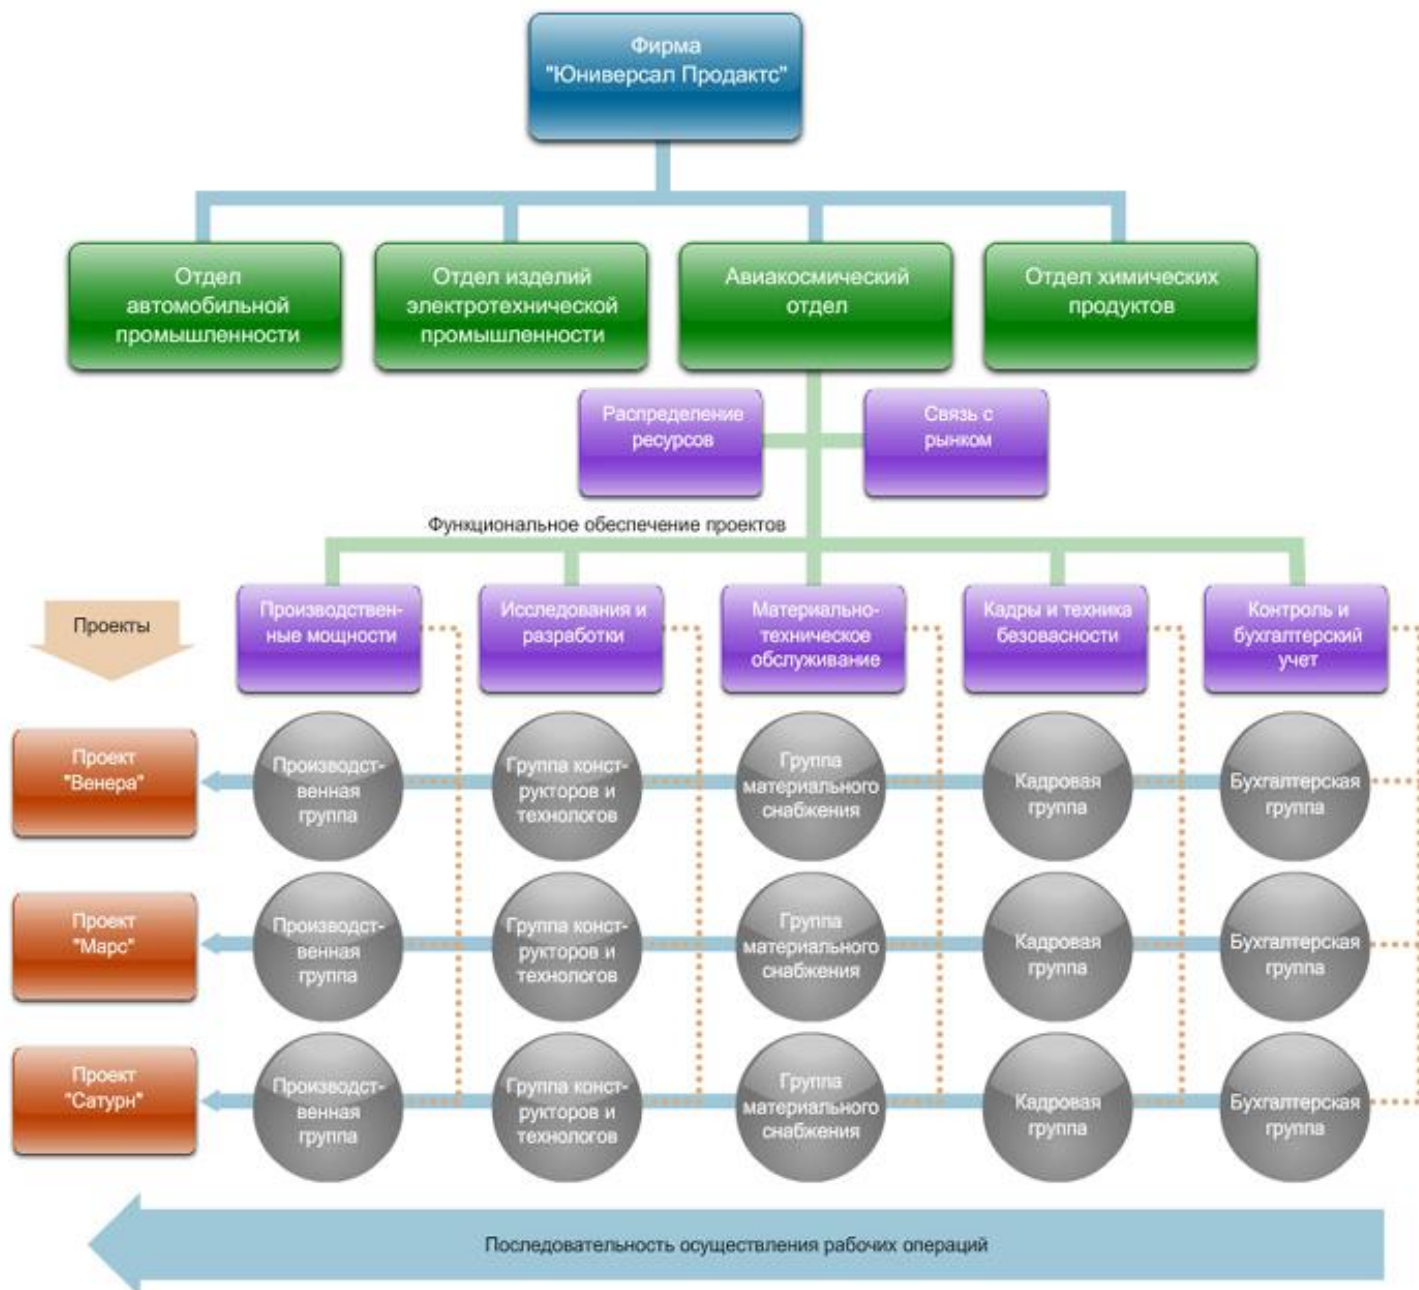 Фирма
"Юниверсал Продактс"
Отдел
автомобильной
промышленности
Отдел изделий
электротехнической
промышленности
Авиакосмический
отдел
Отдел химических
продуктов
Распределение
ресурсов
Связь с
рынком
Функциональное обеспечение проектов
Проекты
Производствен-
ные мощности
Исследования и
разработки
Материально-
техническое
обслуживание
Кадры и техника
безовасности
Контроль и
бухгалтерский
учет
Проект
"Венера"
Производст-
венная
группа
Группа конст-
рукторов и
технологов
Группа
материального
снабжения
Кадровая
группа
Бухгалтерская
группа
Проект
"Марс"
Производст-
венная
группа
Группа конст-
рукторов и
технологов
Группа
материального
снабжения
Кадровая
группа
Бухгалтерская
группа
Проект
"Сатурн"
Производст-
венная
группа
Группа конст-
рукторов и
технологов
Группа
материального
снабжения
Кадровая
группа
Бухгалтерская
группа
Последовательность осуществления рабочих операций